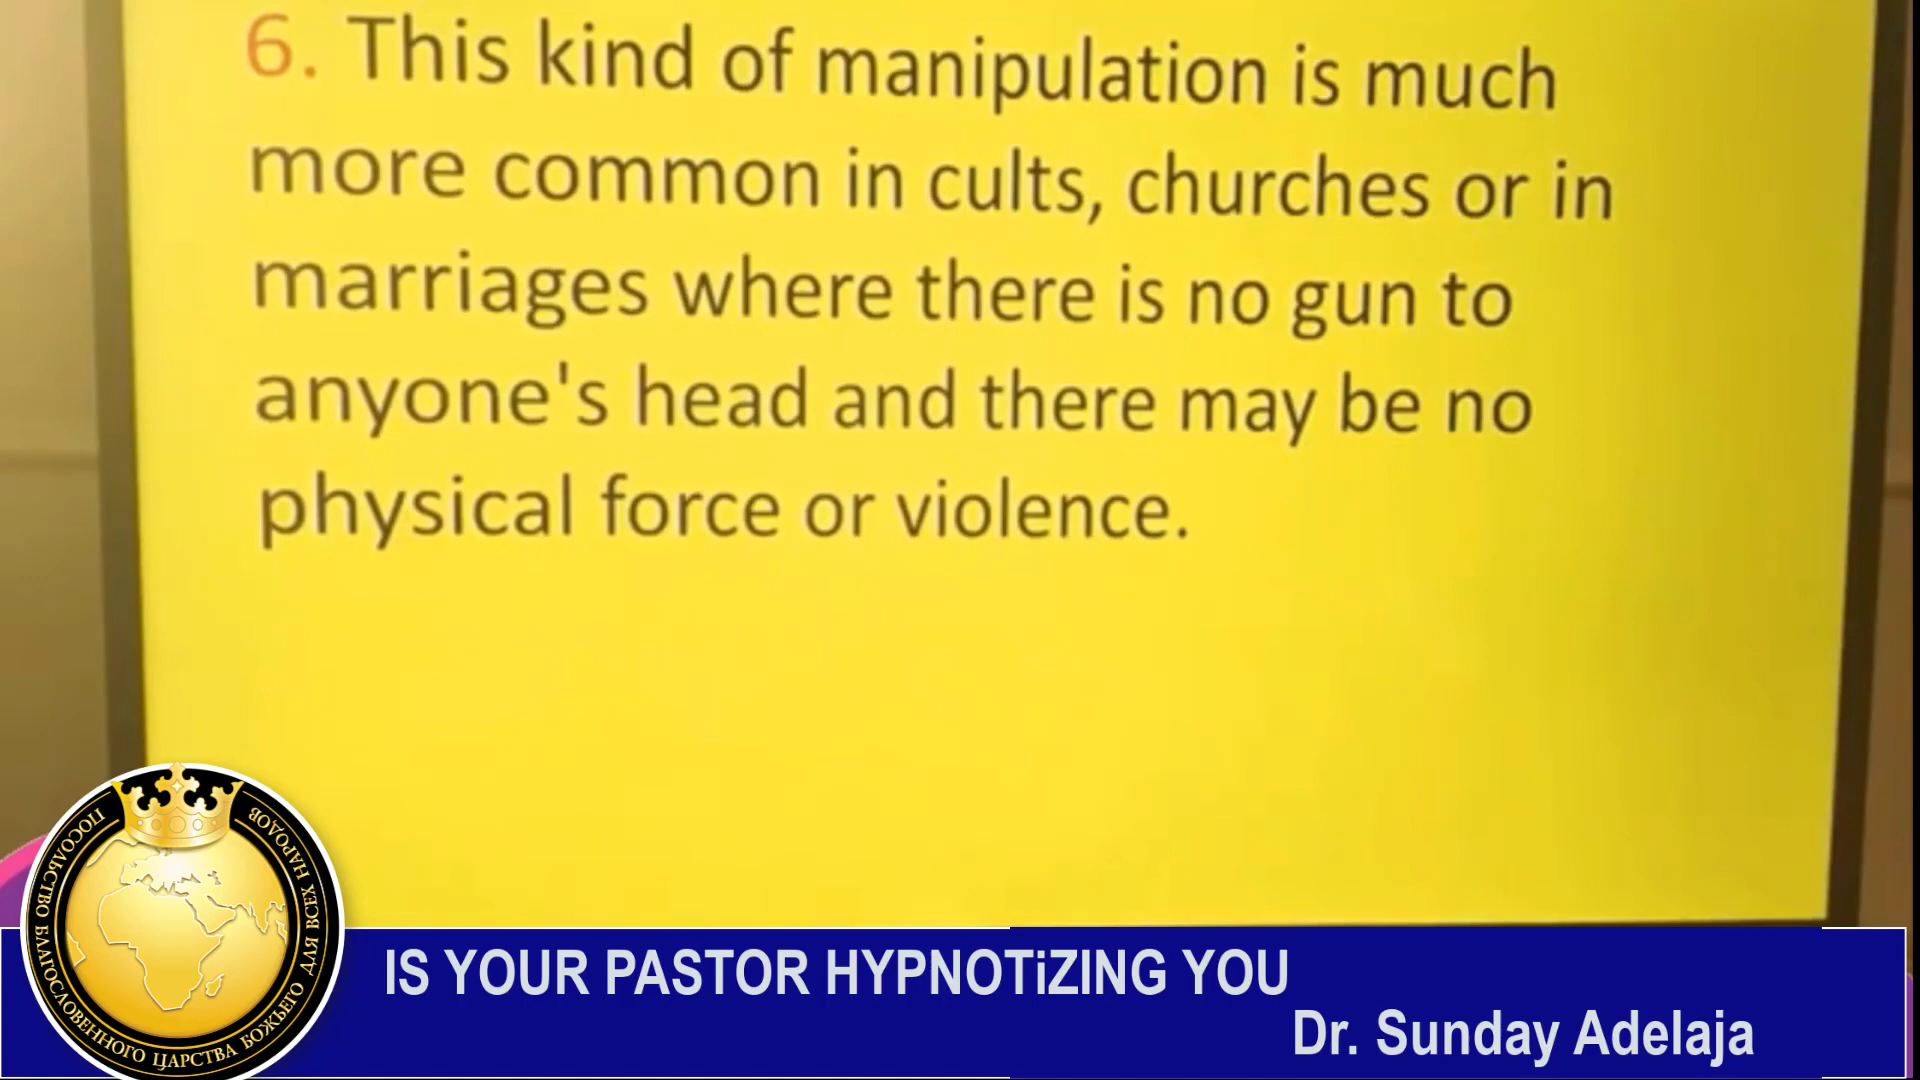 6. This kind of manipulation is much
more common in cults, churches or in
marriages where there is no gun to
anyone's head and there may be no
physical force or violence.
ПОСОЛЬСТВО БЛАГОСЛОВЕННОГО ЦАРСТВА БОЖЬЕГО ДЛЯ ВСЕХ НАРОДОВ
IS YOUR PASTOR HYPNOTiZING YOU
Dr. Sunday Adelaja